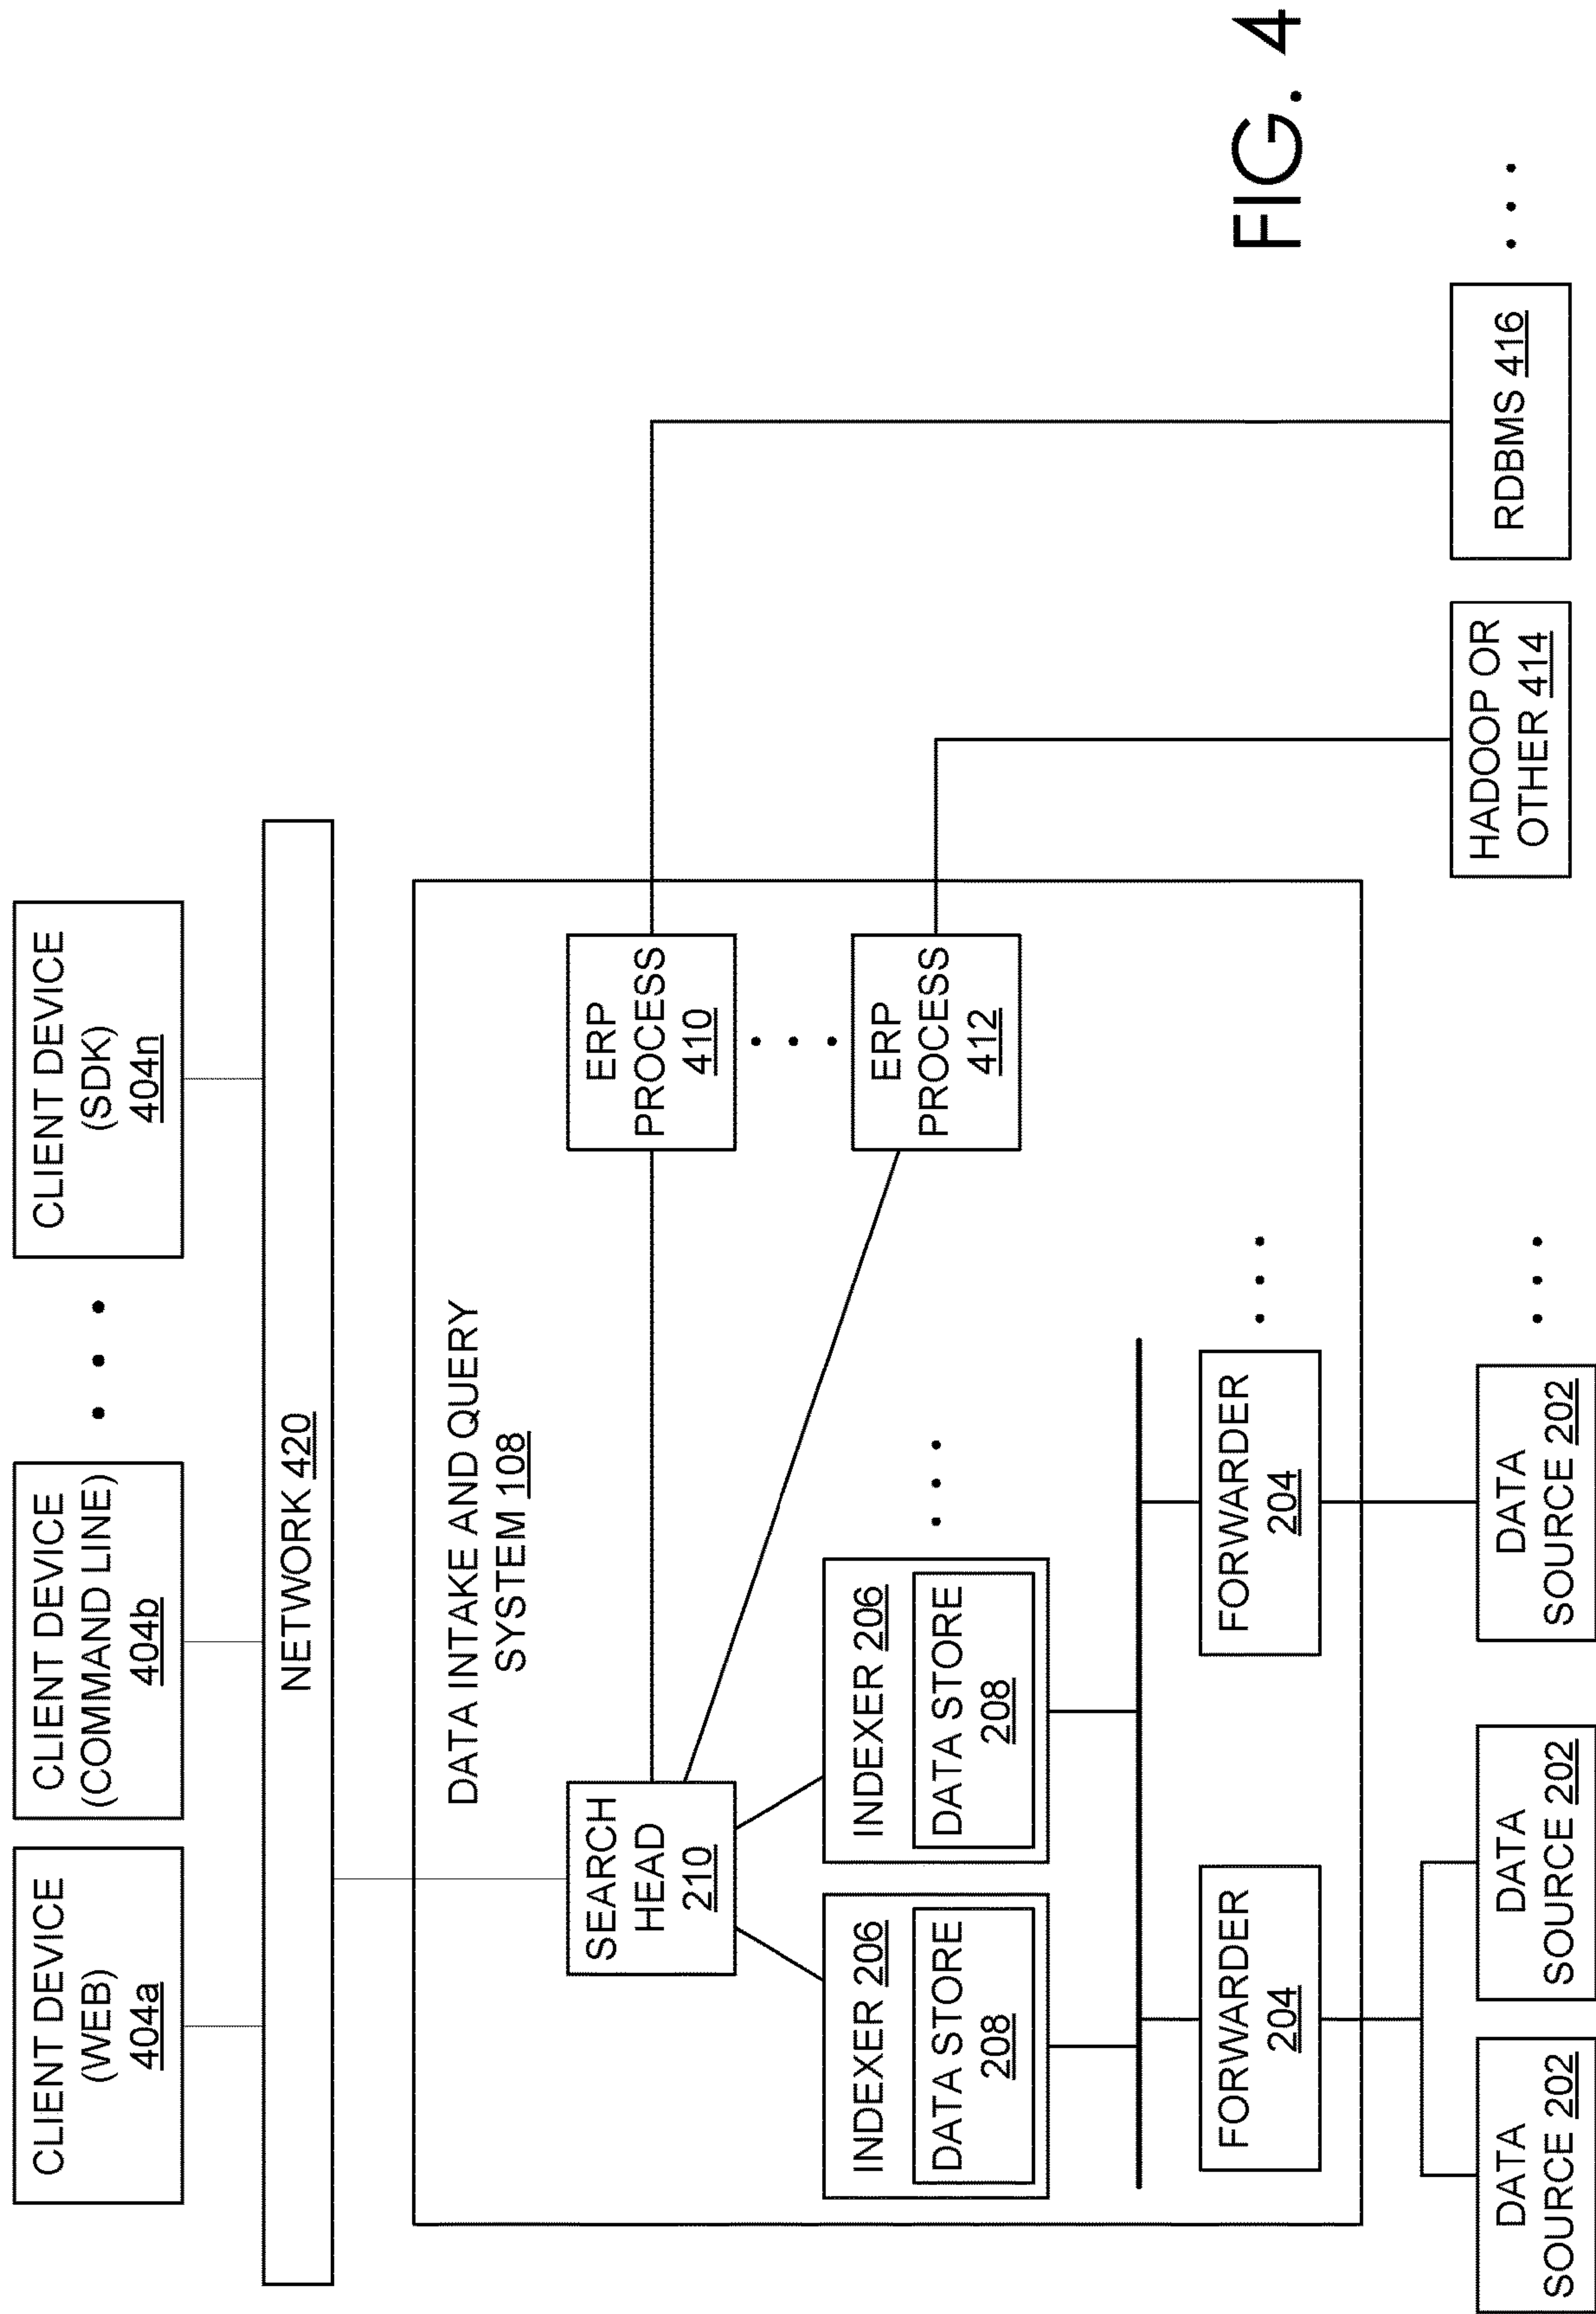 CLIENT DEVICE
(WEB)
404a
CLIENT DEVICE
(COMMAND LINE)
404b
CLIENT DEVICE
(SDK)
404n
NETWORK 420
DATA INTAKE AND QUERY
SYSTEM 108
SEARCH
HEAD
210
ERP
PROCESS
410
INDEXER 206
DATA STORE
208
INDEXER 206
DATA STORE
208
ERP
PROCESS
412
FORWARDER
204
FORWARDER
204
DATA
SOURCE 202
DATA
SOURCE 202
DATA
SOURCE 202
HADOOP OR
OTHER 414
RDBMS 416
FIG. 4